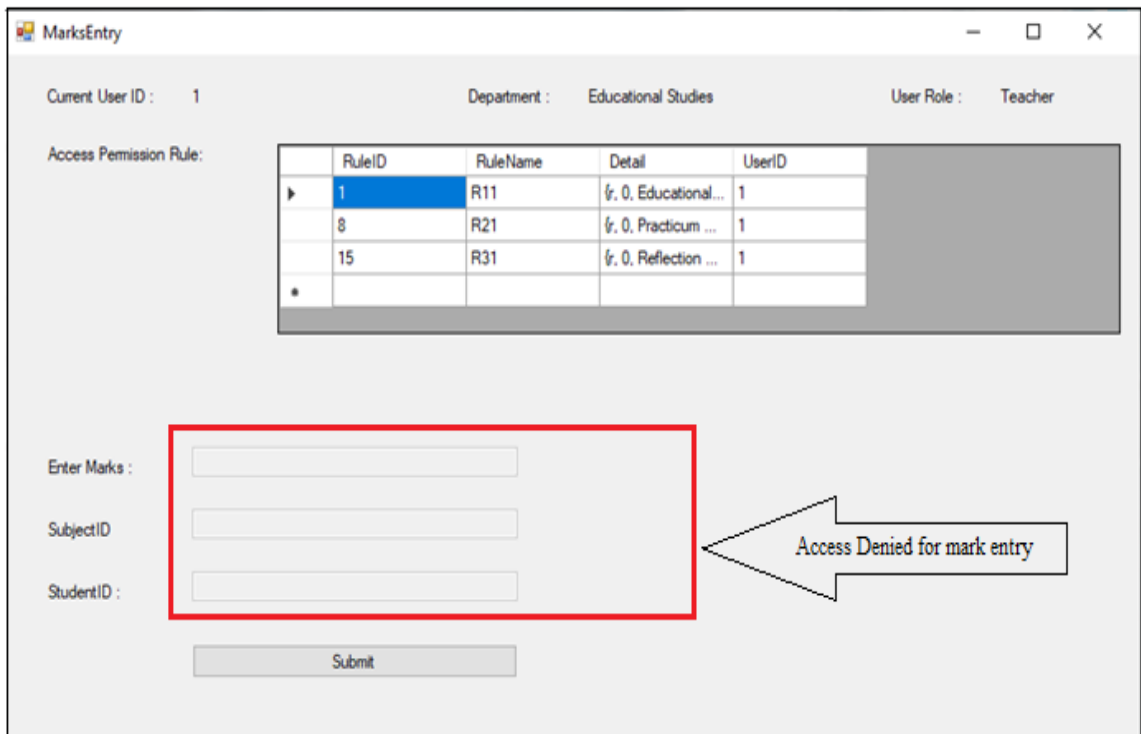 MarksEntry
Current User ID : 1 Department : Educational Studies User Role : Teacher
Access Permission Rule:
RuleID RuleName Detail UserID
1 R11 {r, 0, Educational... 1
8 R21 {r, 0, Practicum ... 1
15 R31 {r, 0, Reflection ... 1
Enter Marks :
SubjectID
Access Denied for mark entry
StudentID :
Submit